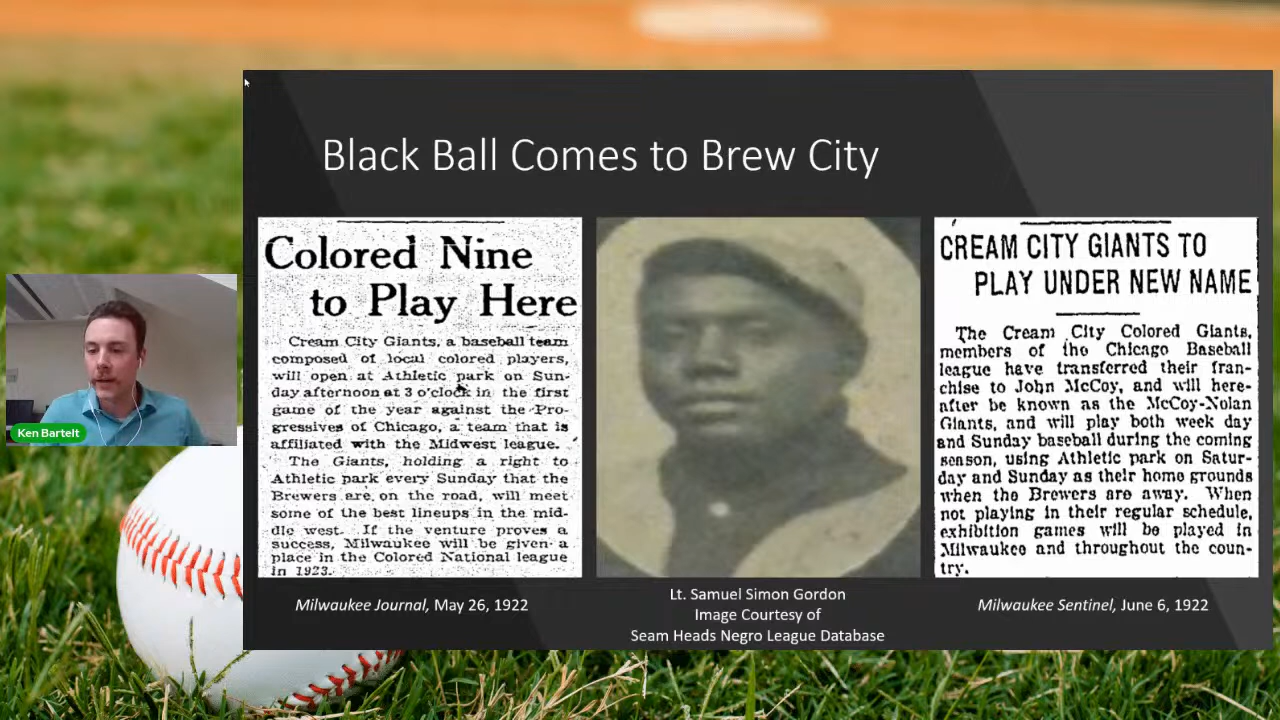 Black Ball Comes to Brew City
Colored Nine
to Play Here
Cream City Giants, a baseball team
composed of local colored players,
will open at Athletic park on Sun-
day afternoon at 3 o'clock in the first
game of the year against the Pro-
gressives of Chicago, a team that is
affiliated with the Midwest league.
The Giants, holding a right to
Athletic park every Sunday that the
Brewers are on the road, will meet
some of the best lineups in the mid-
dle west. If the venture proves a
success, Milwaukee will be given a
place in the Colored National league
in 1923.
Milwaukee Journal, May 26, 1922
Lt. Samuel Simon Gordon
Image Courtesy of
Seam Heads Negro League Database
CREAM CITY GIANTS TO
PLAY UNDER NEW NAME
The Cream City Colored Giants,
members of the Chicago Baseball
league have transferred their fran-
chise to John McCoy, and will here-
after be known as the McCoy-Nolan
Giants, and will play both week day
and Sunday baseball during the coming
season, using Athletic park on Satur-
day and Sunday as their home grounds
when the Brewers are away. When
not playing in their regular schedule,
exhibition games will be played in
Milwaukee and throughout the coun-
try.
Milwaukee Sentinel, June 6, 1922
Ken Bartelt